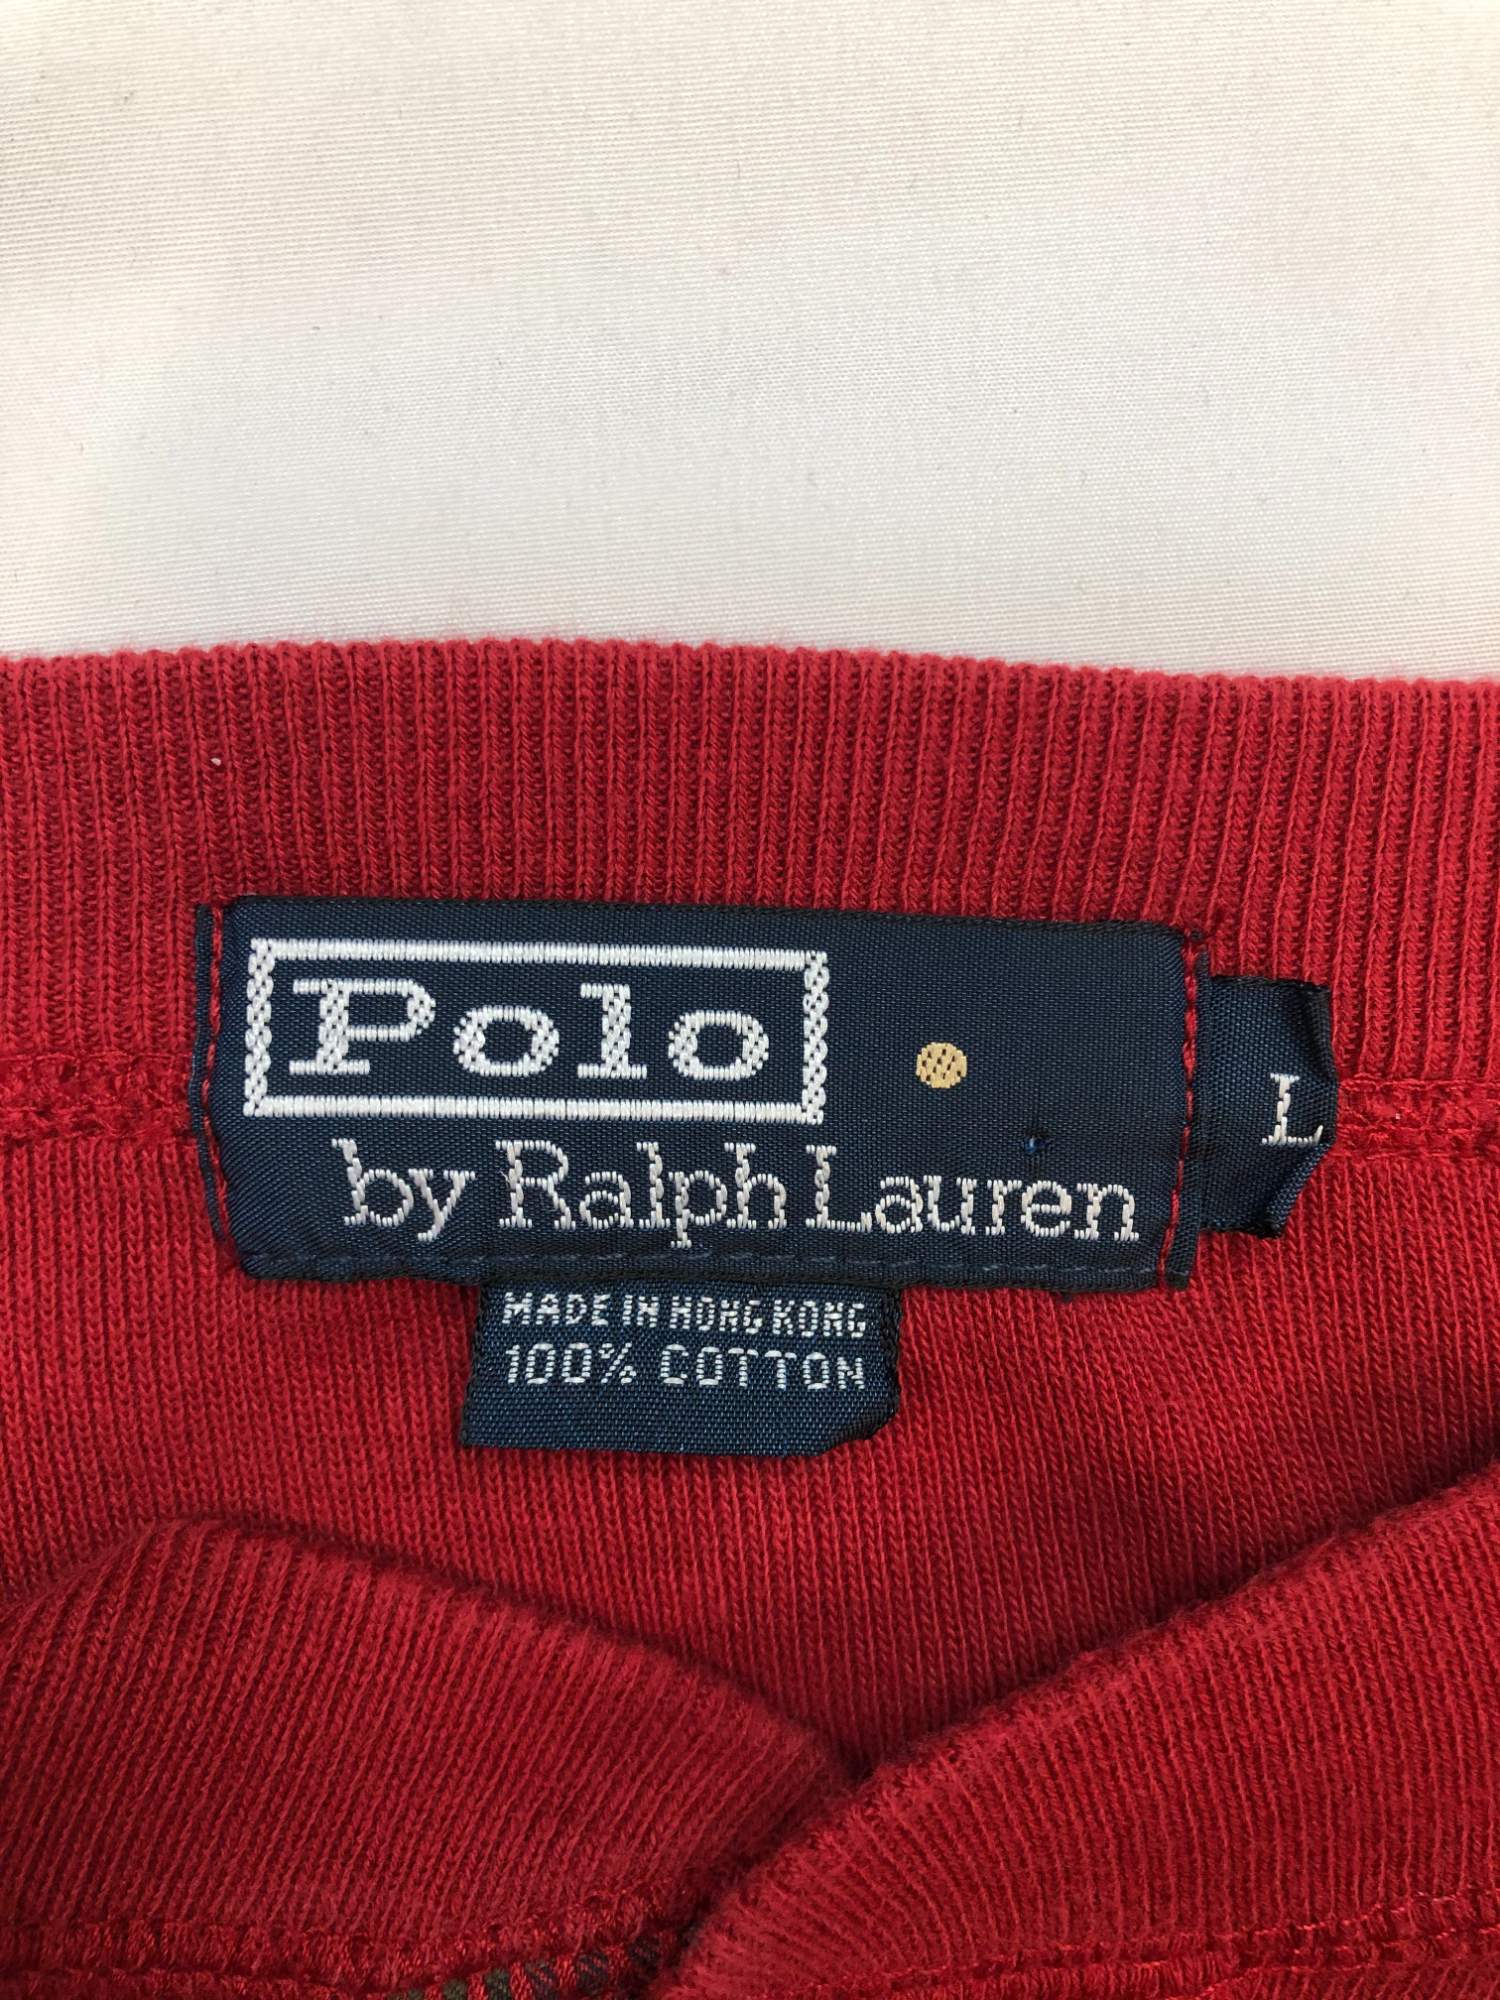 Polo
by Ralph Lauren
L
MADE IN HONG KONG
100% COTTON